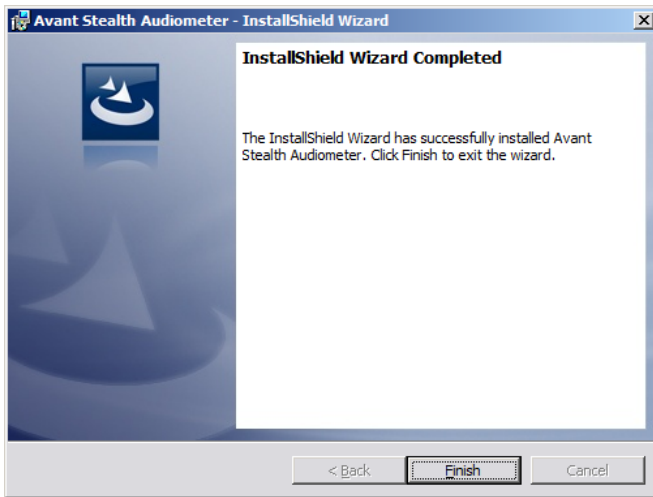 Avant Stealth Audiometer - InstallShield Wizard
InstallShield Wizard Completed
The InstallShield Wizard has successfully installed Avant
Stealth Audiometer. Click Finish to exit the wizard.
< Back
Finish
Cancel